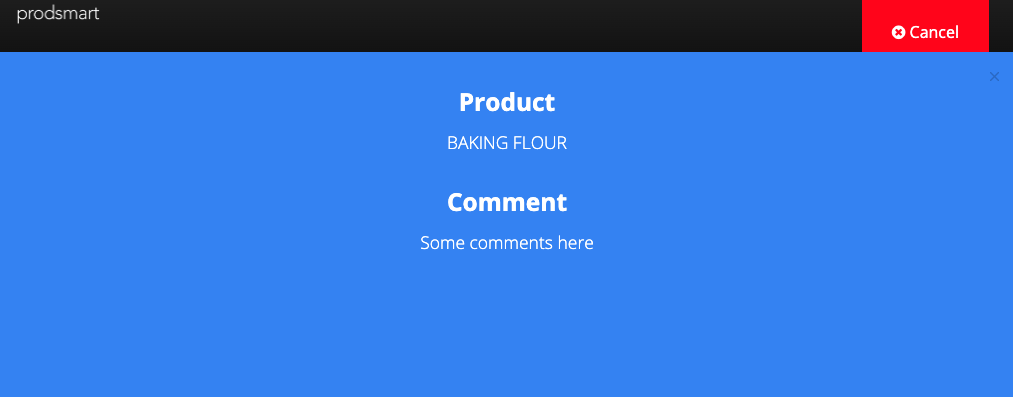 prodsmart
Cancel
×
Product
BAKING FLOUR
Comment
Some comments here